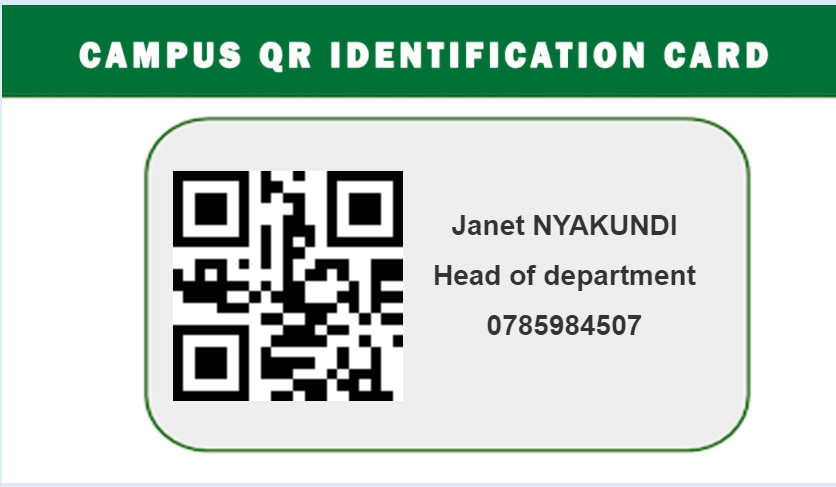 CAMPUS QR IDENTIFICATION CARD
Janet NYAKUNDI
Head of department
0785984507